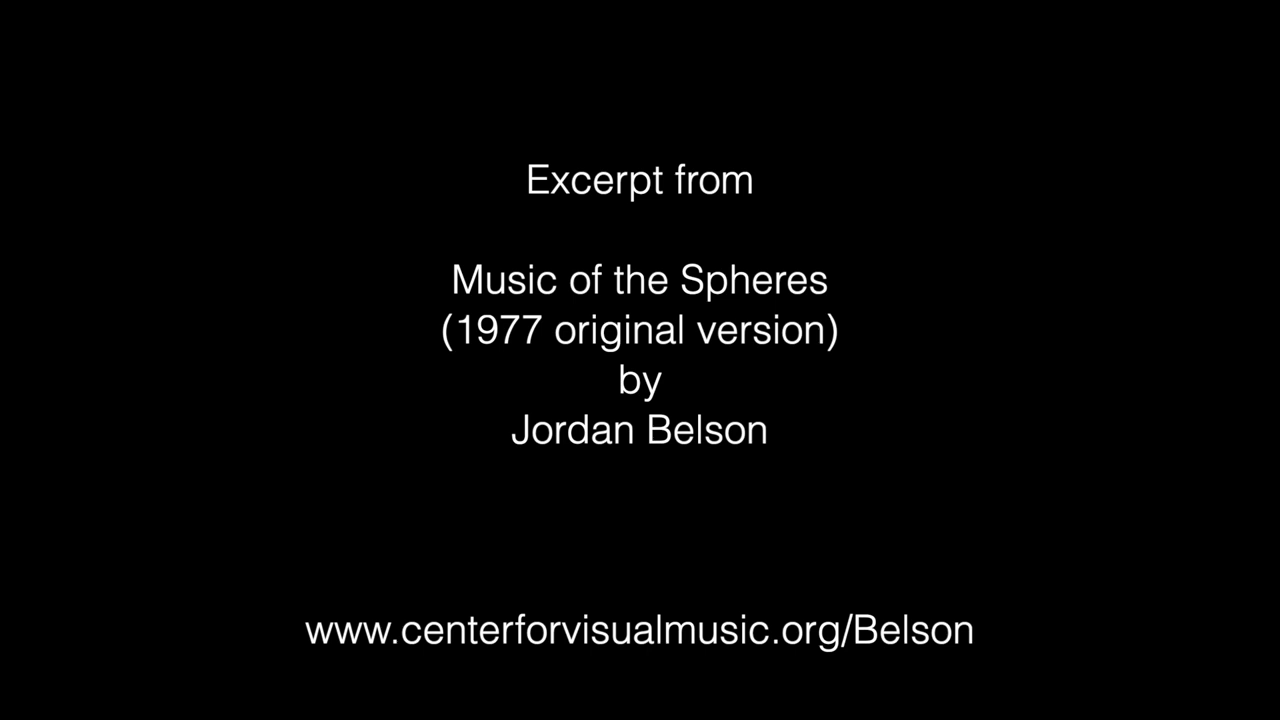 Excerpt from
Music of the Spheres
(1977 original version)
by
Jordan Belson
www.centerforvisualmusic.org/Belson